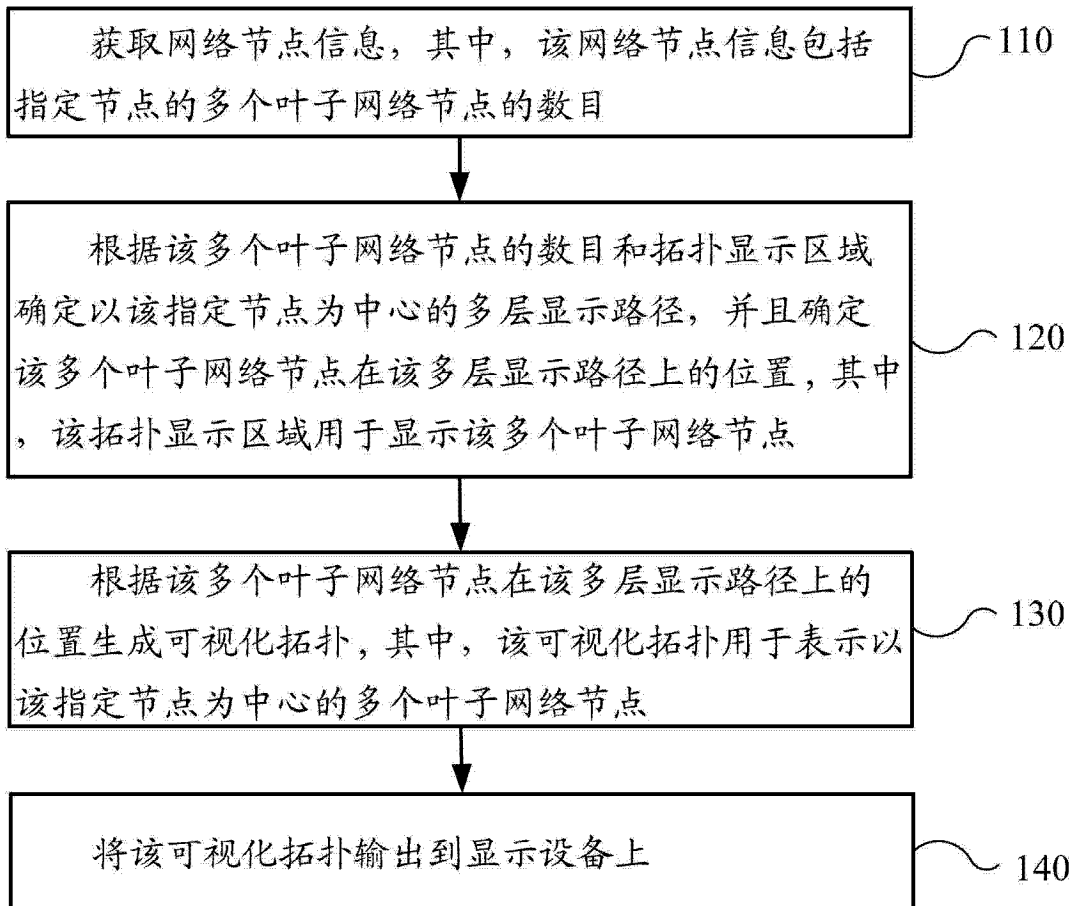 获取网络节点信息，其中，该网络节点信息包括
指定节点的多个叶子网络节点的数目
110
根据该多个叶子网络节点的数目和拓扑显示区域
确定以该指定节点为中心的多层显示路径，并且确定
该多个叶子网络节点在该多层显示路径上的位置，其中
，该拓扑显示区域用于显示该多个叶子网络节点
120
根据该多个叶子网络节点在该多层显示路径上的
位置生成可视化拓扑，其中，该可视化拓扑用于表示以
该指定节点为中心的多个叶子网络节点
130
将该可视化拓扑输出到显示设备上
140